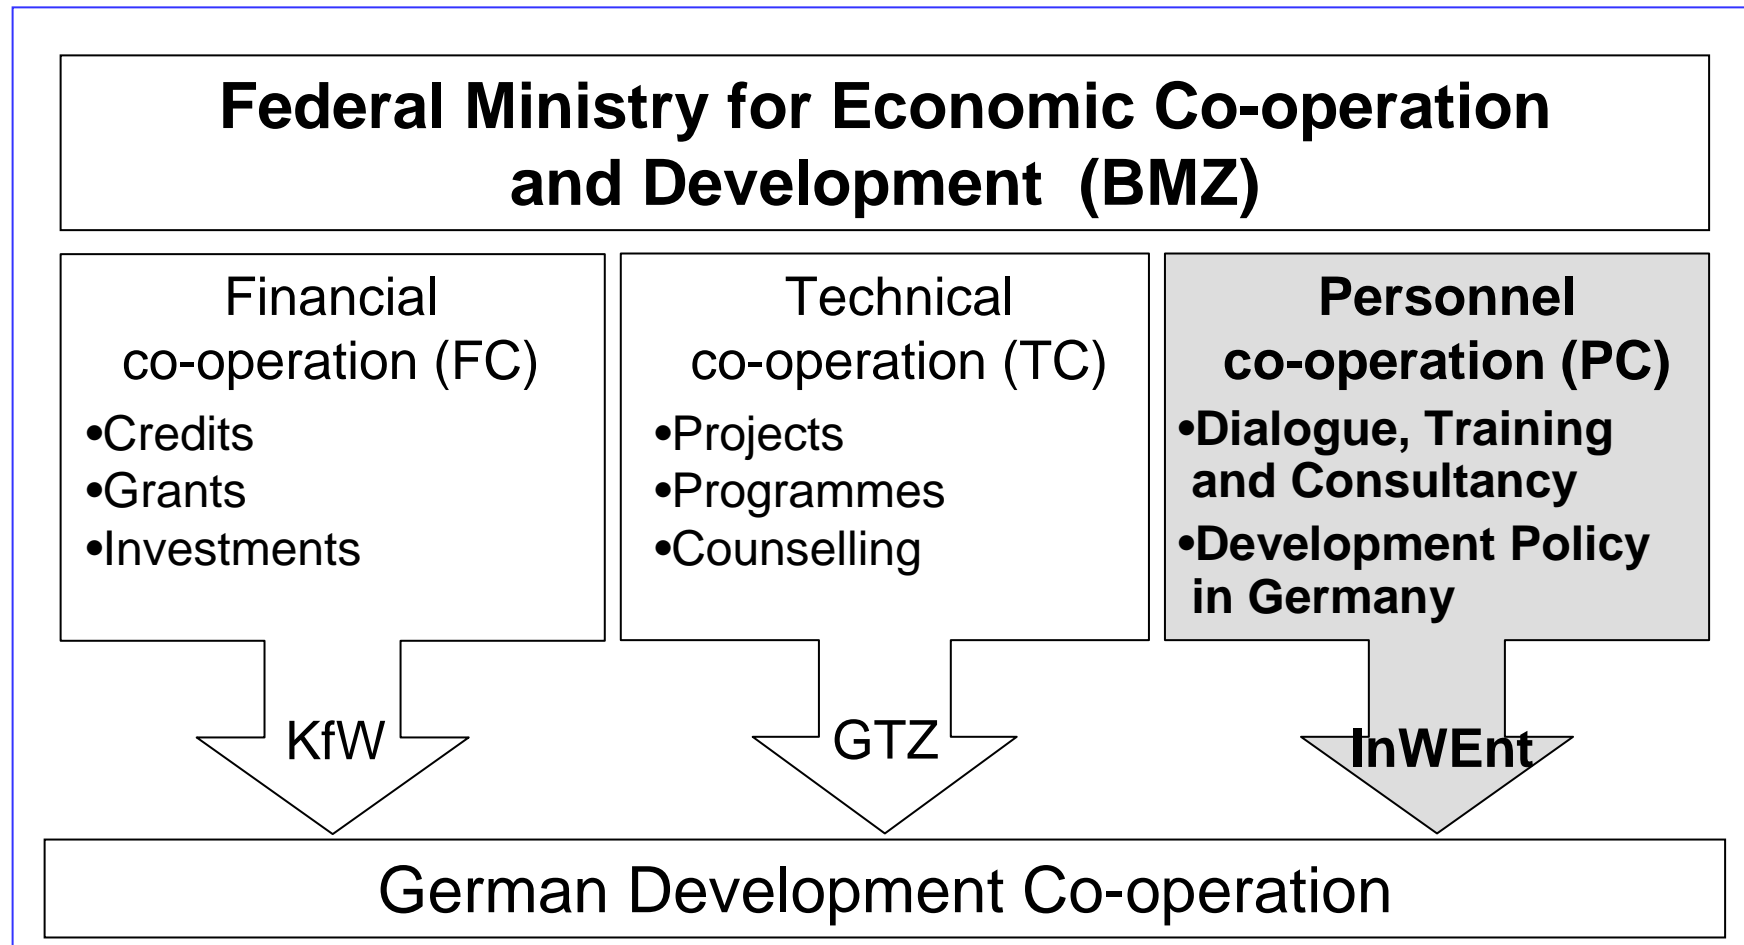 Federal Ministry for Economic Co-operation
and Development (BMZ)
Financial
co-operation (FC)
•Credits
•Grants
•Investments
KfW
Technical
co-operation (TC)
•Projects
•Programmes
•Counselling
GTZ
Personnel
co-operation (PC)
•Dialogue, Training
and Consultancy
•Development Policy
in Germany
InWEnt
German Development Co-operation